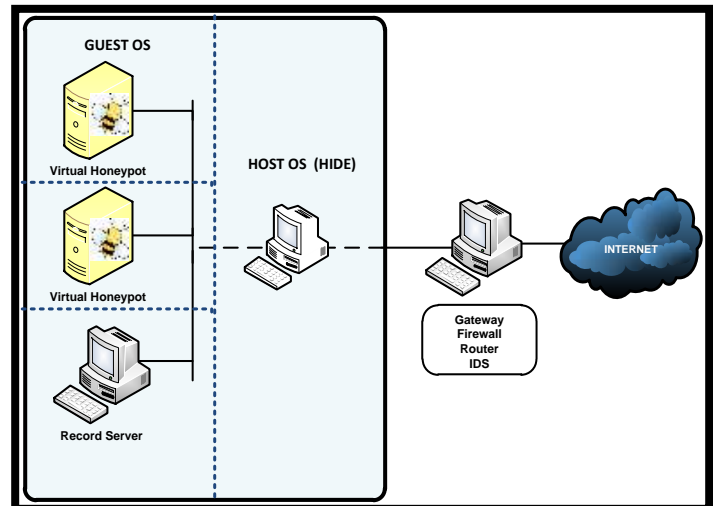 GUEST OS
Virtual Honeypot
HOST OS  (HIDE)
Virtual Honeypot
INTERNET
Gateway
Firewall
Router
IDS
Record Server